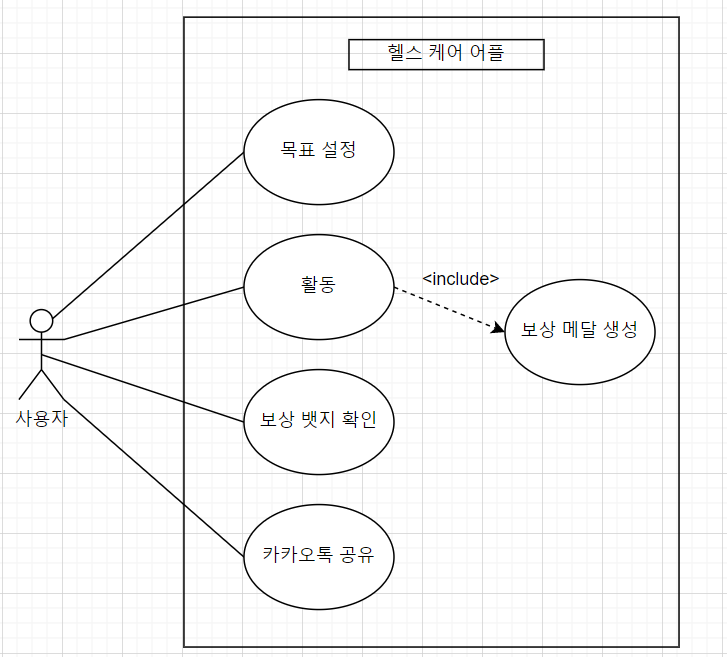 헬스 케어 어플
목표 설정
활동
<include>
보상 메달 생성
보상 뱃지 확인
카카오톡 공유
사용자